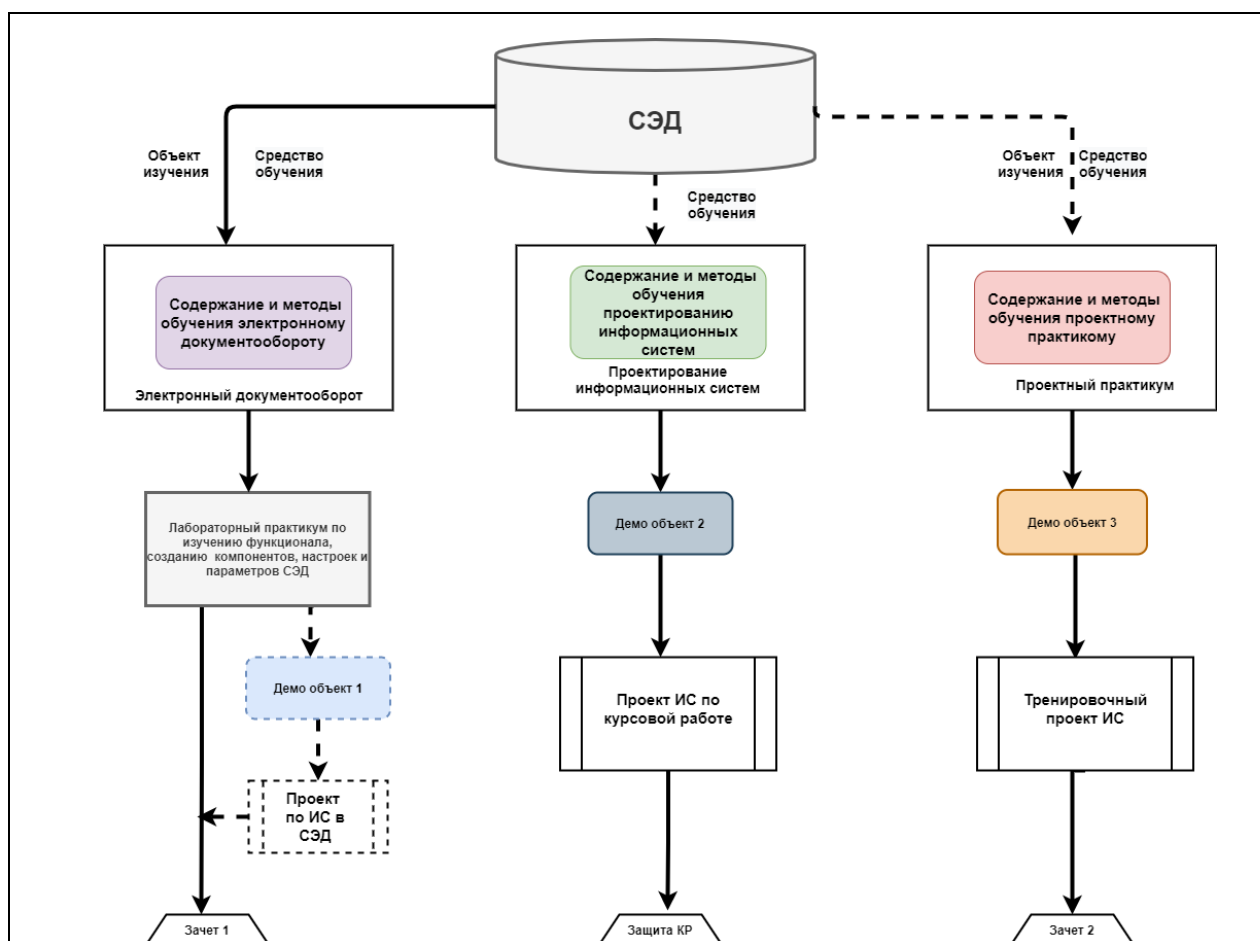 СЭД
Объект
изучения
Средство
обучения
Средство
обучения
Объект
изучения
Средство
обучения
Содержание и методы
обучения электронному
документообороту
Электронный документооборот
Содержание и методы
обучения
проектированию
информационных
систем
Проектирование
информационных систем
Содержание и методы
обучения проектному
практикому
Проектный практикум
Лабораторный практикум по
изучению функционала,
созданию компонентов, настроек и
параметров СЭД
Демо объект 2
Демо объект 3
Демо объект 1
Проект ИС по
курсовой работе
Тренировочный
проект ИС
Проект
по ИС в
СЭД
Зачет 1
Защита КР
Зачет 2